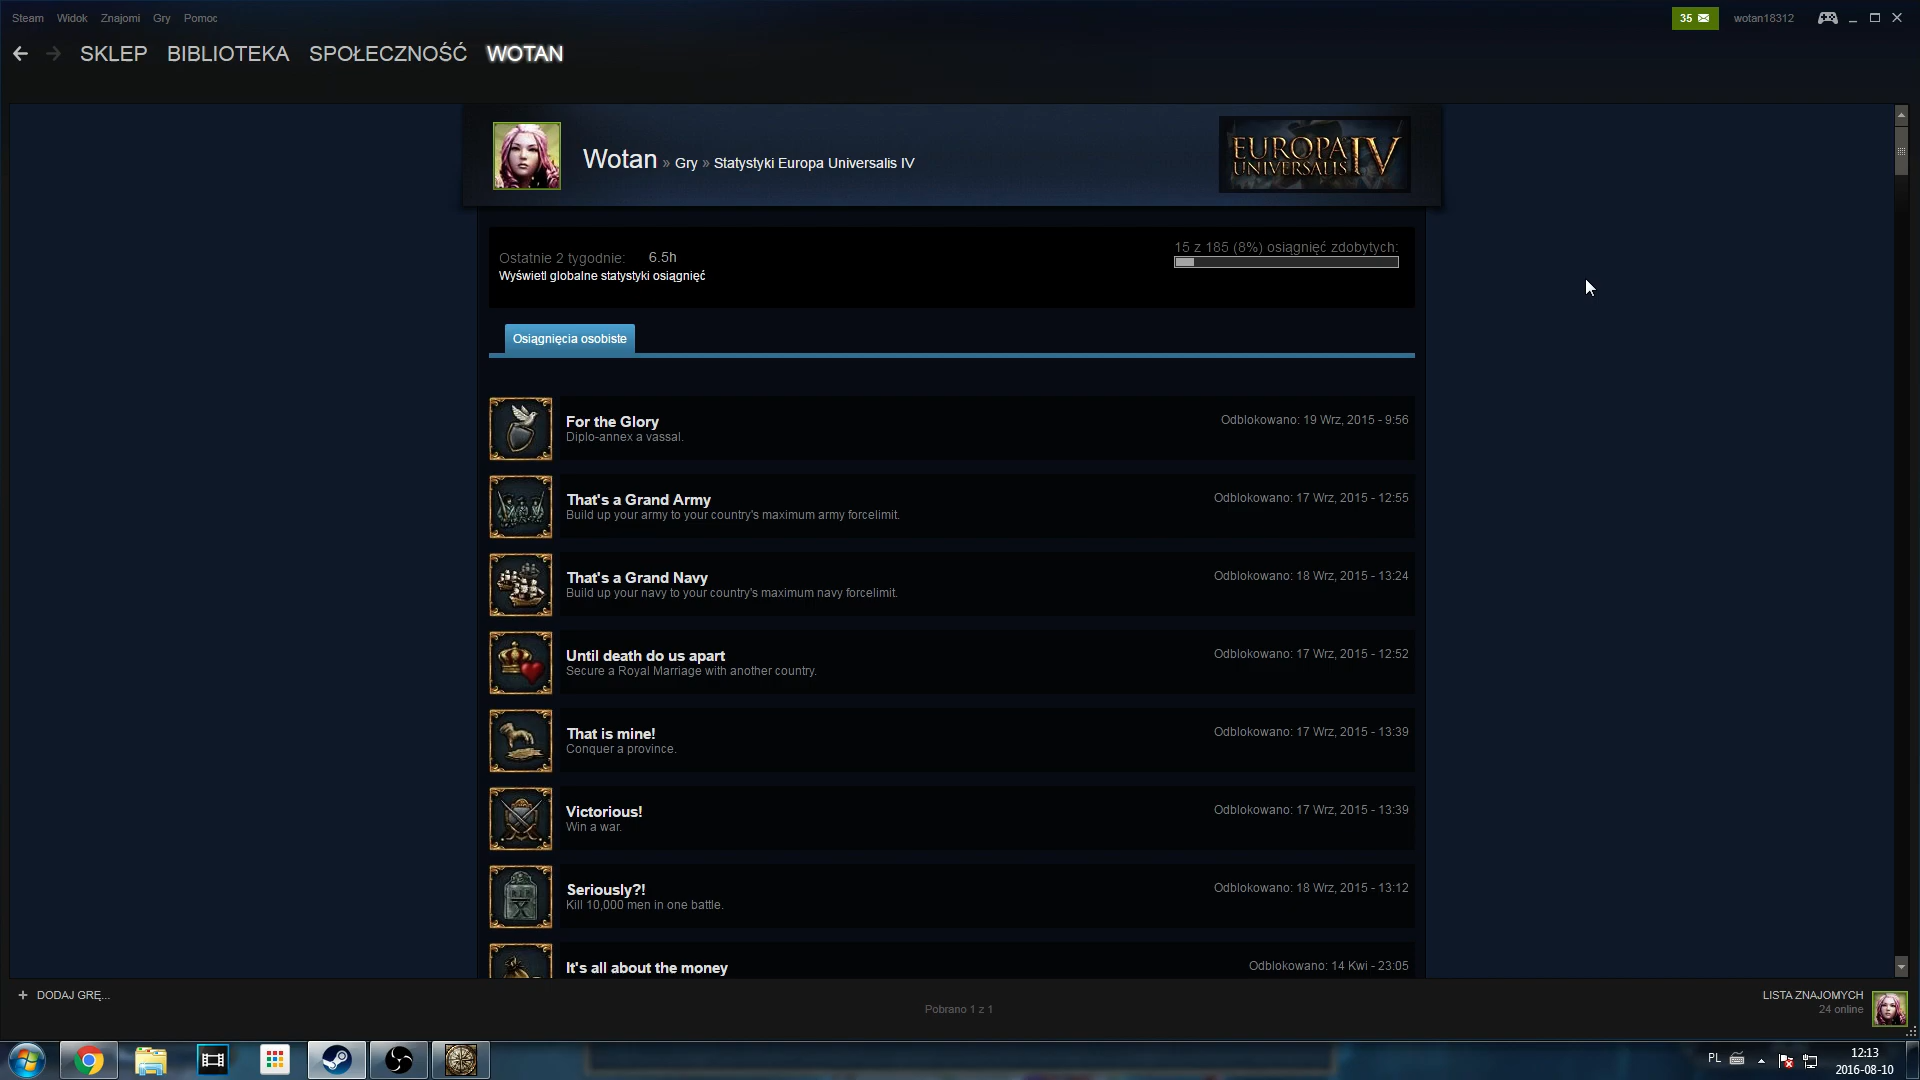 Steam Widok Znajomi Gry Pomoc
35 wotan18312
SKLEP BIBLIOTEKA SPOŁECZNOŚĆ WOTAN
Wotan » Gry » Statystyki Europa Universalis IV
EUROPA UNIVERSALIS IV
Ostatnie 2 tygodnie: 6.5h
Wyświetl globalne statystyki osiągnięć
15 z 185 (8%) osiągnięć zdobytych:
Osiągnięcia osobiste
For the Glory
Diplo-annex a vassal.
Odblokowano: 19 Wrz, 2015 - 9:56
That's a Grand Army
Build up your army to your country's maximum army forcelimit.
Odblokowano: 17 Wrz, 2015 - 12:55
That's a Grand Navy
Build up your navy to your country's maximum navy forcelimit.
Odblokowano: 18 Wrz, 2015 - 13:24
Until death do us apart
Secure a Royal Marriage with another country.
Odblokowano: 17 Wrz, 2015 - 12:52
That is mine!
Conquer a province.
Odblokowano: 17 Wrz, 2015 - 13:39
Victorious!
Win a war.
Odblokowano: 17 Wrz, 2015 - 13:39
Seriously?!
Kill 10,000 men in one battle.
Odblokowano: 18 Wrz, 2015 - 13:12
It's all about the money
Odblokowano: 14 Kwi - 23:05
+ DODAJ GRĘ...
Pobrano 1 z 1
LISTA ZNAJOMYCH
24 online
PL
12:13
2016-08-10